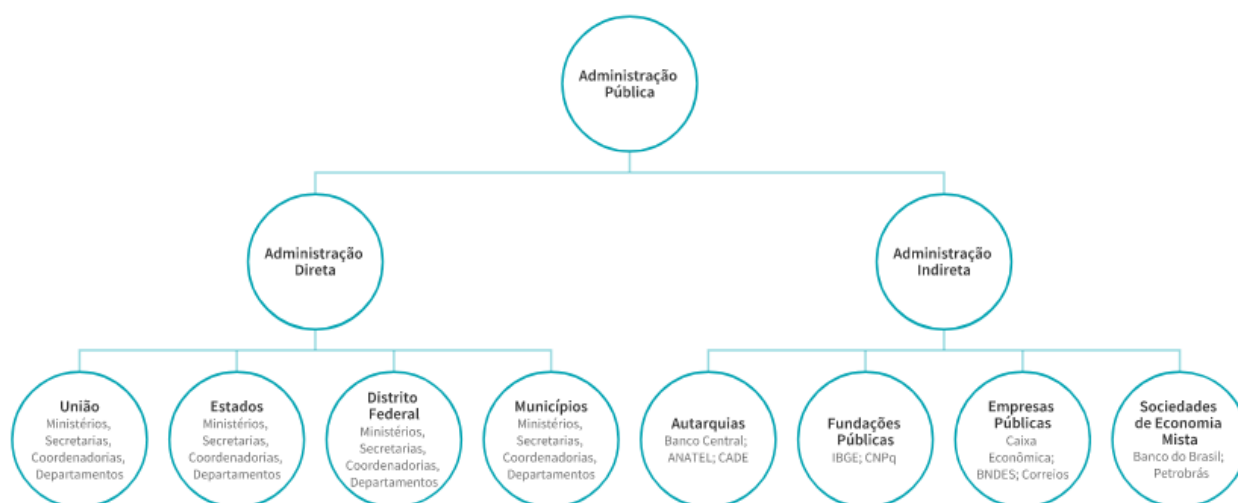 Administração
Pública
Administração
Direta
Administração
Indireta
União
Ministérios,
Secretarias,
Coordenadorias,
Departamentos
Estados
Ministérios,
Secretarias,
Coordenadorias,
Departamentos
Distrito
Federal
Ministérios,
Secretarias,
Coordenadorias,
Departamentos
Municípios
Ministérios,
Secretarias,
Coordenadorias,
Departamentos
Autarquias
Banco Central;
ANATEL; CADE
Fundações
Públicas
IBGE; CNPq
Empresas
Públicas
Caixa
Econômica;
BNDES; Correios
Sociedades
de Economia
Mista
Banco do Brasil;
Petrobrás